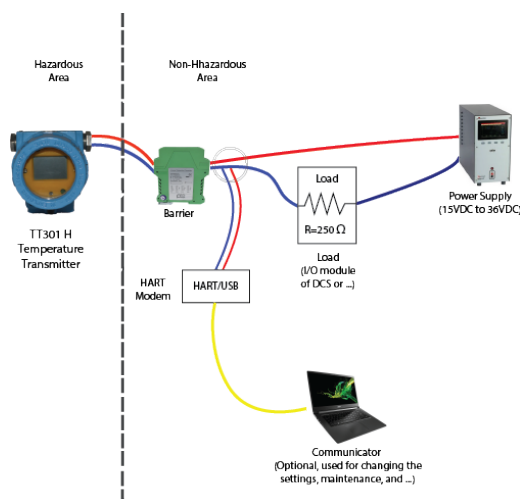 Hazardous
Area
Non-Hhazardous
Area
TT301 H
Temperature
Transmitter
Barrier
Load
R=250 Ω
Load
(I/O module
of DCS or ...)
Power Supply
(15VDC to 36VDC)
HART
Modem
HART/USB
Communicator
(Optional, used for changing the
settings, maintenance, and ...)